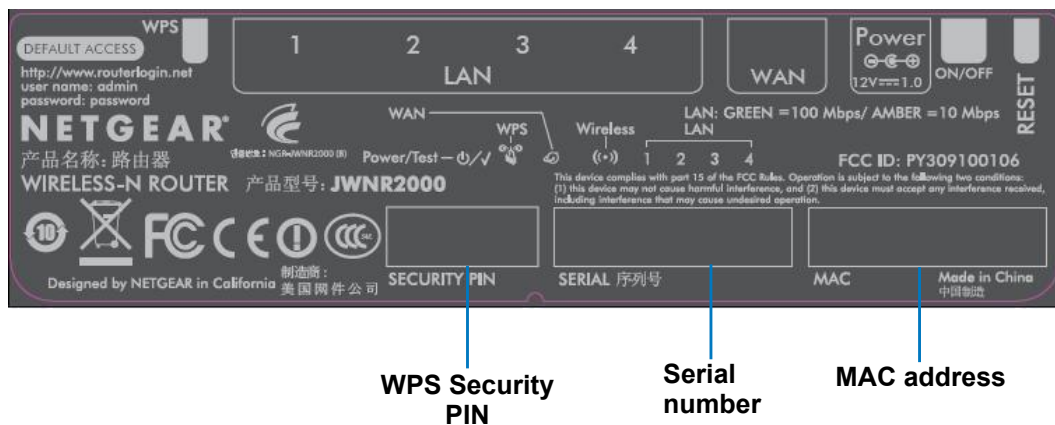 WPS
DEFAULT ACCESS
http://www.routerlogin.net
user name: admin
password: password
1 2 3 4
LAN
WAN
Power
12V 1.0
ON/OFF
RESET
NETGEAR®
WAN
LAN: GREEN =100 Mbps/ AMBER =10 Mbps
WPS Wireless LAN
NGR-JWNR2000 (B)
Power/Test
1 2 3 4
FCC ID: PY309100106
产品名称: 路由器
WIRELESS-N ROUTER 产品型号: JWNR2000
This device complies with part 15 of the FCC Rules. Operation is subject to the following two conditions:
(1) this device may not cause harmful interference, and (2) this device must accept any interference received,
including interference that may cause undesired operation.
10 FC CE CCC
Designed by NETGEAR in California
制造商:
美国网件公司
SECURITY PIN
SERIAL 序列号
MAC
Made in China
中国制造
WPS Security
PIN
Serial
number
MAC address